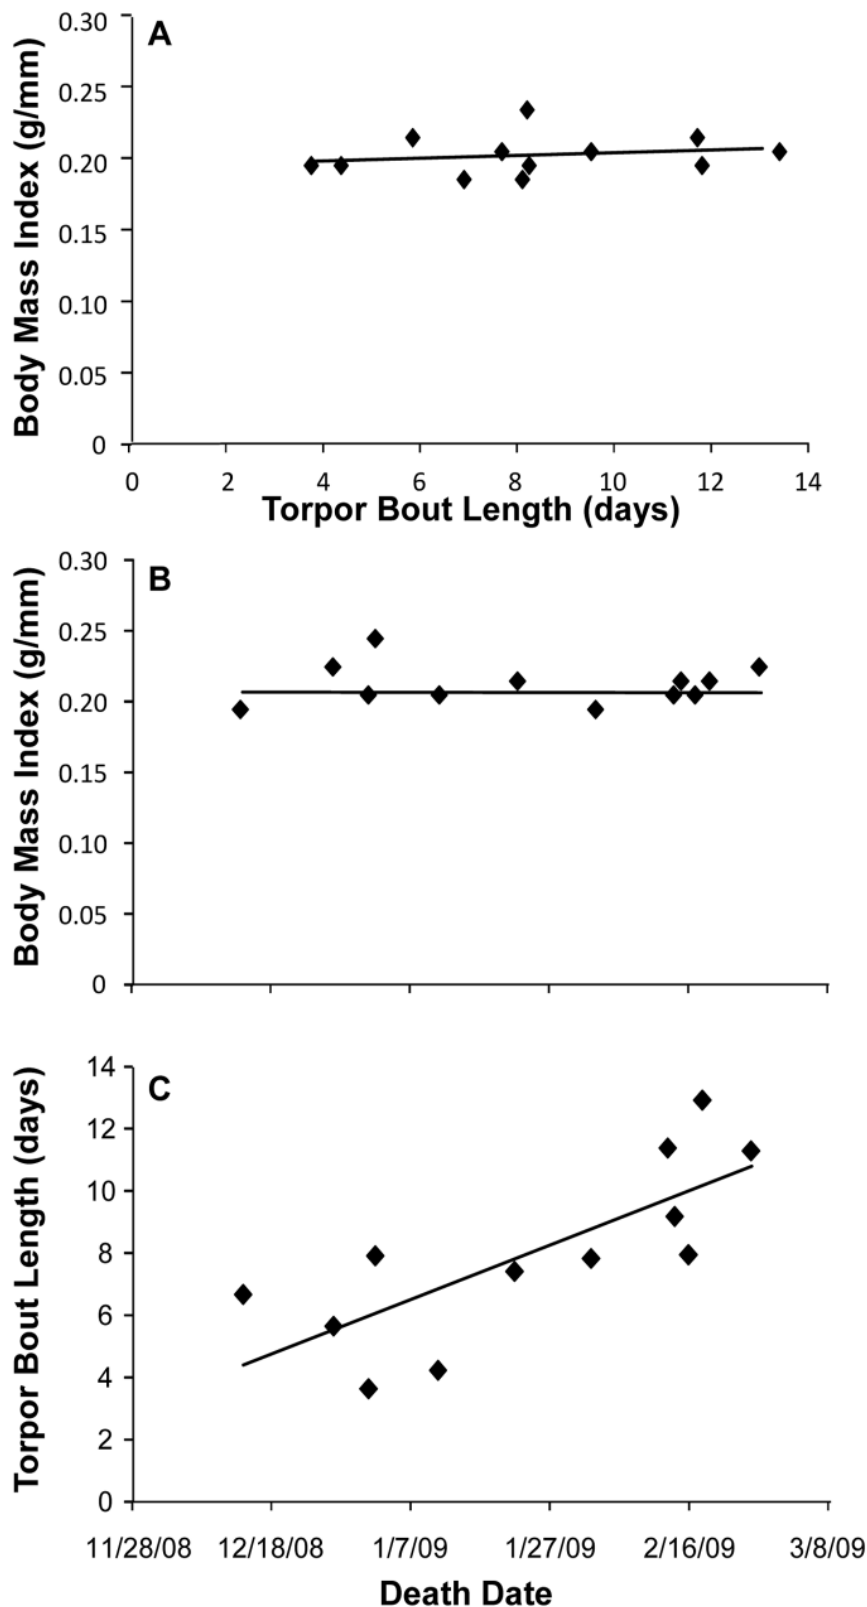 A
Body Mass Index (g/mm)
0.30
0.25
0.20
0.15
0.10
0.05
0
0 2 4 6 8 10 12 14
Torpor Bout Length (days)
B
Body Mass Index (g/mm)
0.30
0.25
0.20
0.15
0.10
0.05
0
C
Torpor Bout Length (days)
14
12
10
8
6
4
2
0
11/28/08 12/18/08 1/7/09 1/27/09 2/16/09 3/8/09
Death Date